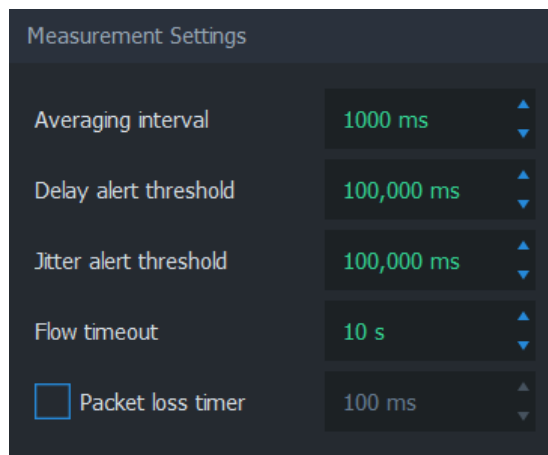 Measurement Settings
Averaging interval 1000 ms
Delay alert threshold 100,000 ms
Jitter alert threshold 100,000 ms
Flow timeout 10 s
Packet loss timer 100 ms